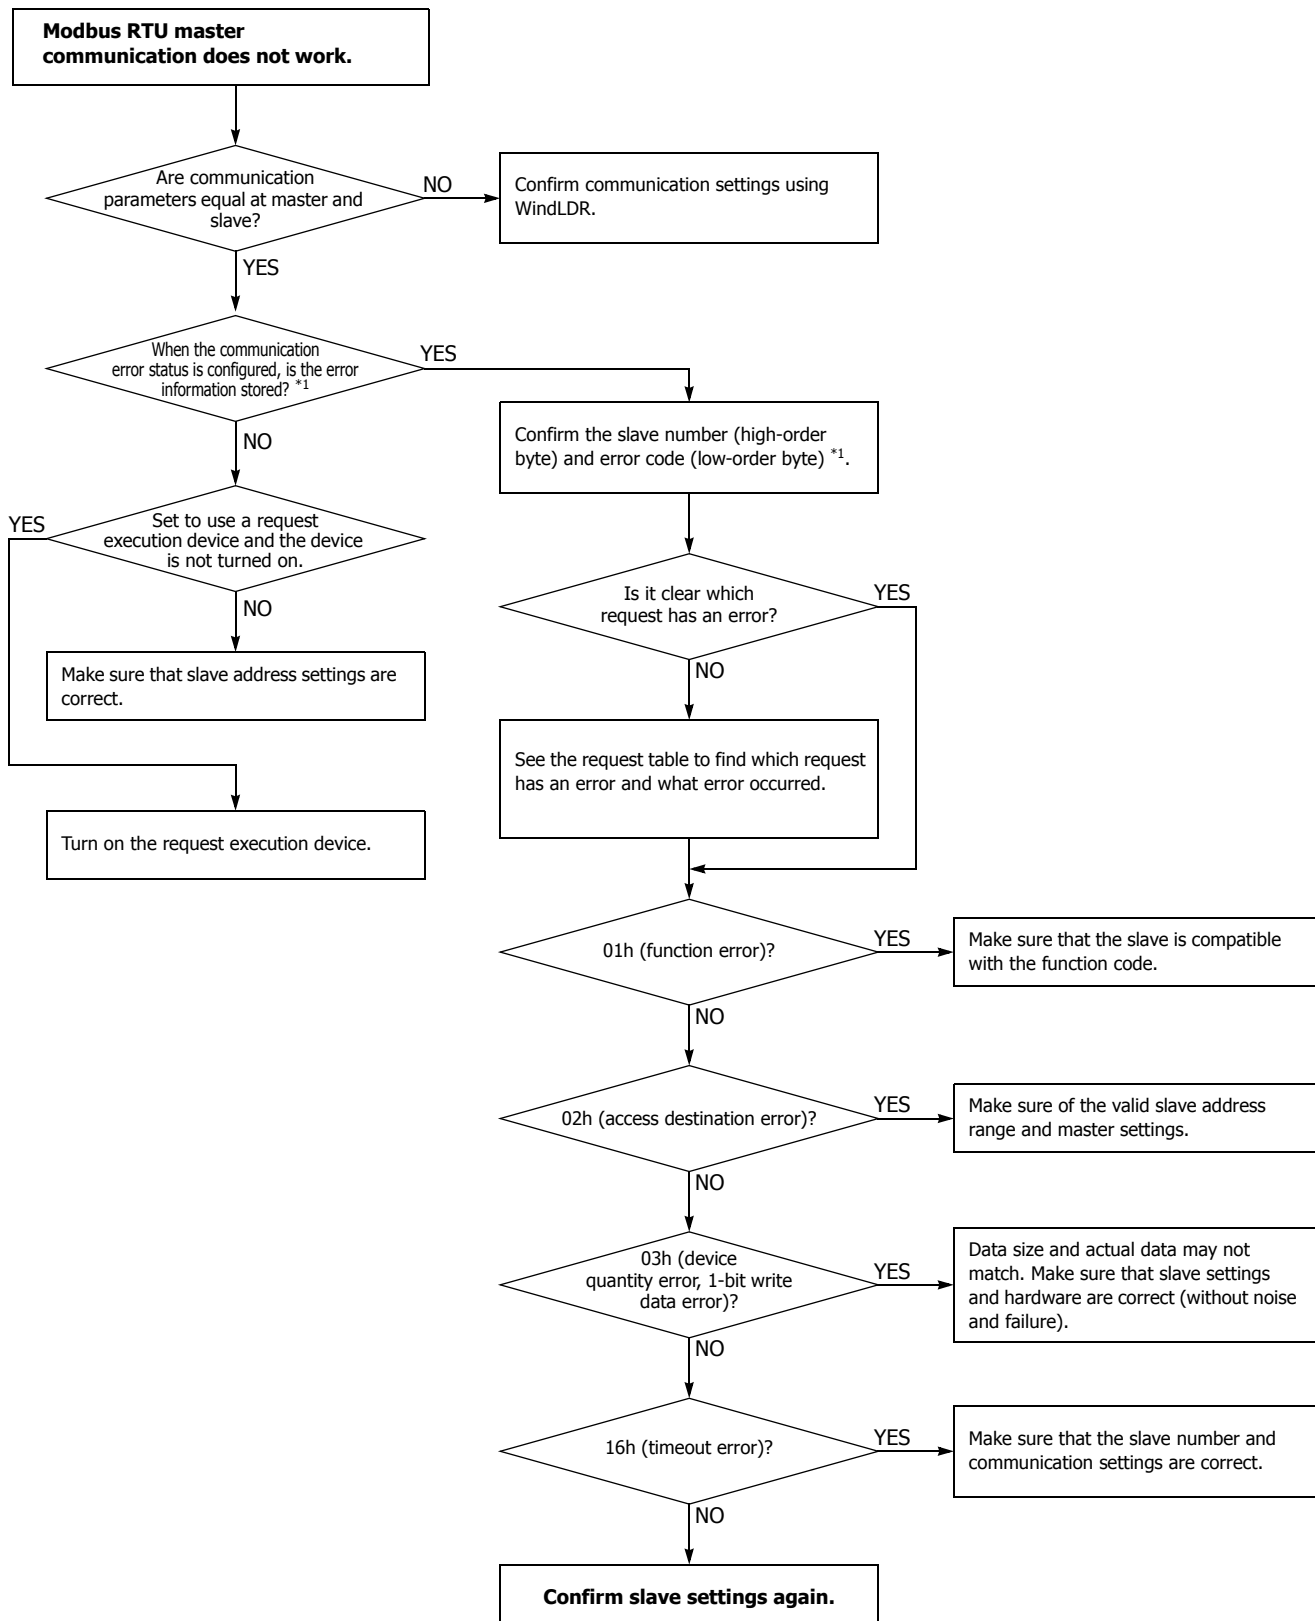 Modbus RTU master
communication does not work.
Are communication
parameters equal at master and
slave?
NO
Confirm communication settings using
WindLDR.
YES
When the communication
error status is configured, is the error
information stored? *1
YES
Confirm the slave number (high-order
byte) and error code (low-order byte) *1.
NO
YES
Set to use a request
execution device and the device
is not turned on.
NO
Make sure that slave address settings are
correct.
Turn on the request execution device.
Is it clear which
request has an error?
YES
NO
See the request table to find which request
has an error and what error occurred.
01h (function error)?
YES
Make sure that the slave is compatible
with the function code.
NO
02h (access destination error)?
YES
Make sure of the valid slave address
range and master settings.
NO
03h (device
quantity error, 1-bit write
data error)?
YES
Data size and actual data may not
match. Make sure that slave settings
and hardware are correct (without noise
and failure).
NO
16h (timeout error)?
YES
Make sure that the slave number and
communication settings are correct.
NO
Confirm slave settings again.